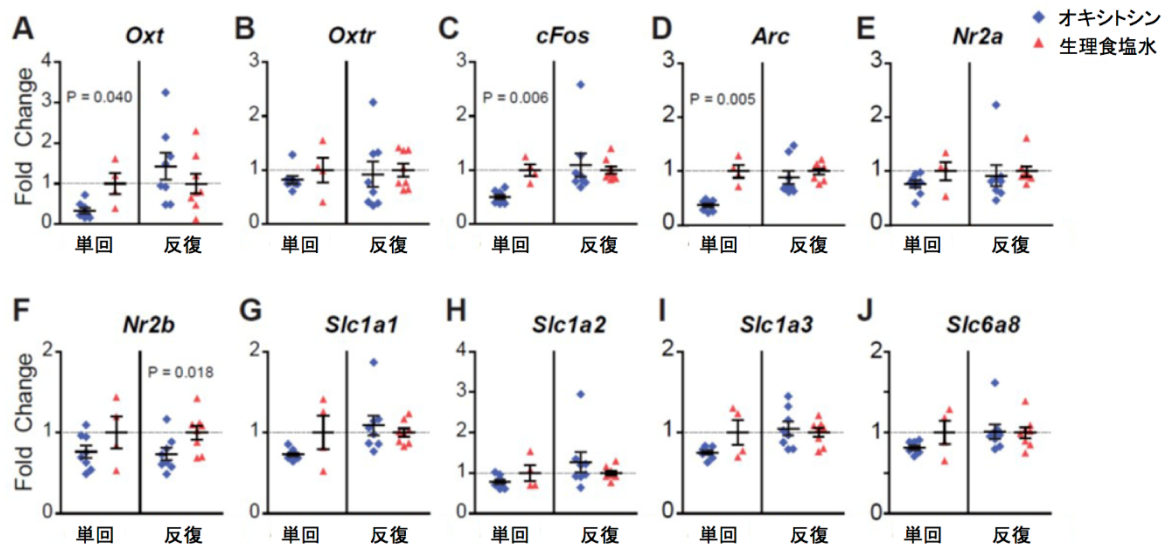 オキシトシン
生理食塩水
A Oxt
B Oxtr
C cFos
D Arc
E Nr2a
Fold Change
4
3
2
1
0
P = 0.040
単回 反復
3
2
1
0
単回 反復
3
2
1
0
P = 0.006
単回 反復
3
2
1
0
P = 0.005
単回 反復
3
2
1
0
単回 反復
F Nr2b
G Slc1a1
H Slc1a2
I Slc1a3
J Slc6a8
Fold Change
2
1
0
P = 0.018
単回 反復
2
1
0
単回 反復
4
3
2
1
0
単回 反復
2
1
0
単回 反復
2
1
0
単回 反復